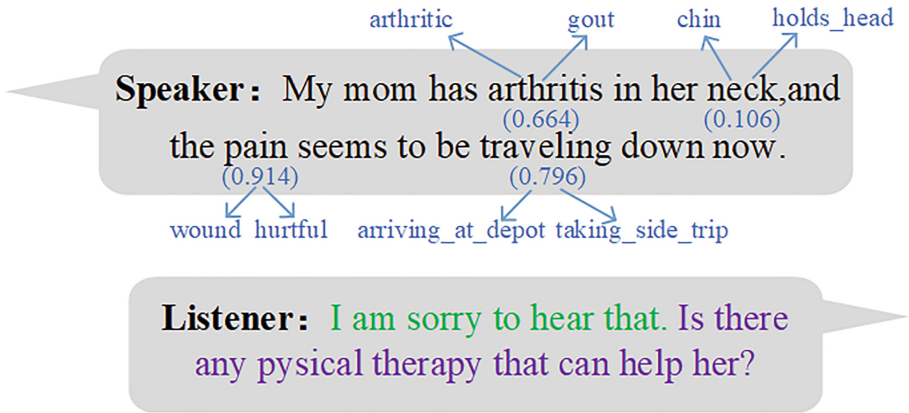 arthritic gout chin holds_head
Speaker: My mom has arthritis in her neck,and
(0.664) (0.106)
the pain seems to be traveling down now.
(0.914) (0.796)
wound hurtful arriving_at_depot taking_side_trip
Listener: I am sorry to hear that. Is there
any pysical therapy that can help her?